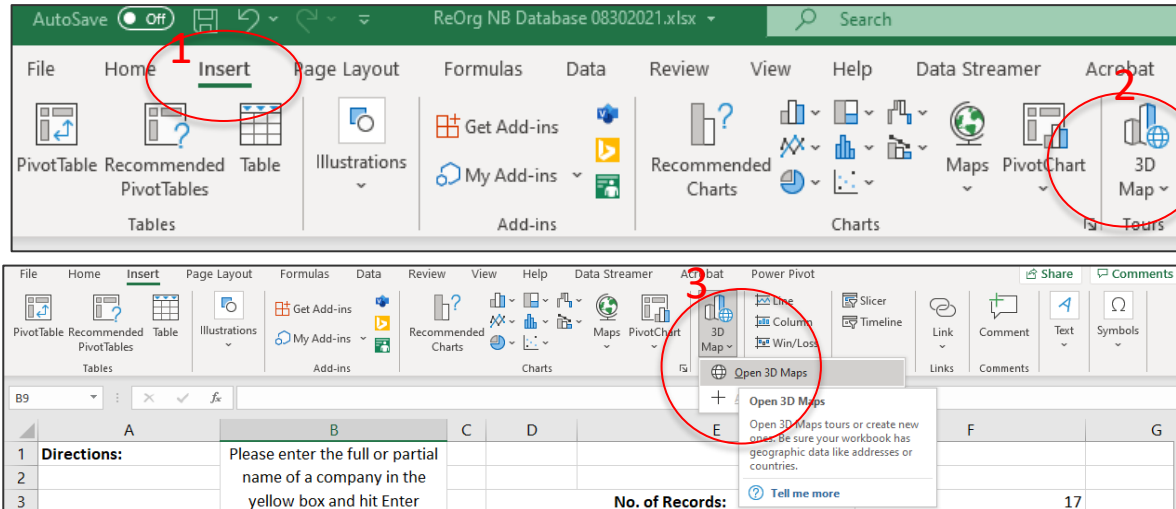 AutoSave Off ReOrg NB Database 08302021.xlsx Search
1
File Home Insert Page Layout Formulas Data Review View Help Data Streamer Acrobat
2
PivotTable Recommended PivotTables Table
Illustrations
Get Add-ins
My Add-ins
Recommended Charts
Maps PivotChart
3D Map
Tables Add-ins Charts Tours
File Home Insert Page Layout Formulas Data Review View Help Data Streamer Acrobat Power Pivot Share Comments
3
PivotTable Recommended PivotTables Table
Illustrations
Get Add-ins
My Add-ins
Recommended Charts
Maps PivotChart
3D Map
Line
Column
Win/Loss
Slicer
Timeline
Link Comment Text Symbols
Tables Add-ins Charts Links Comments
Open 3D Maps
B9 fx
Open 3D Maps
Open 3D Maps tours or create new
ones. Be sure your workbook has
geographic data like addresses or
countries.
Tell me more
A B C D E F G
1 Directions: Please enter the full or partial
2 name of a company in the
3 yellow box and hit Enter No. of Records: 17